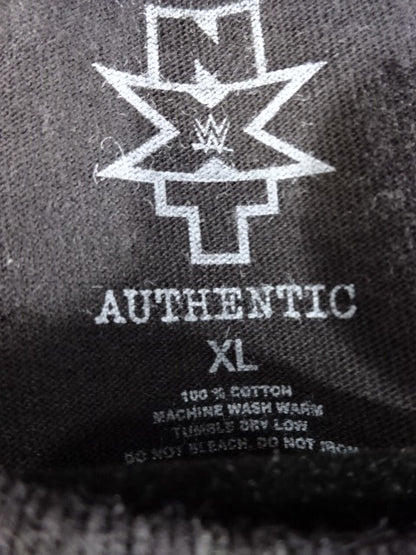 N
X
W
T
AUTHENTIC
XL
100 % COTTON
MACHINE WASH WARM
TUMBLE DRY LOW
DO NOT BLEACH. DO NOT IRON